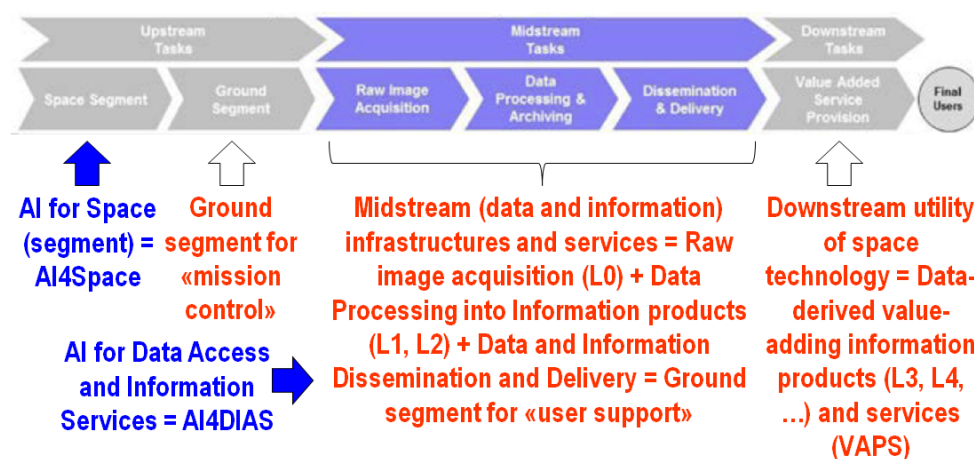 Upstream
Tasks
Midstream
Tasks
Downstream
Tasks
Space Segment
Ground
Segment
Raw Image
Acquisition
Data
Processing &
Archiving
Dissemination
& Delivery
Value Added
Service
Provision
Final
Users
AI for Space
(segment) =
AI4Space
Ground
segment for
«mission
control»
AI for Data Access
and Information
Services = AI4DIAS
Midstream (data and information)
infrastructures and services = Raw
image acquisition (L0) + Data
Processing into Information products
(L1, L2) + Data and Information
Dissemination and Delivery = Ground
segment for «user support»
Downstream utility
of space
technology = Data-
derived value-
adding information
products (L3, L4,
…) and services
(VAPS)